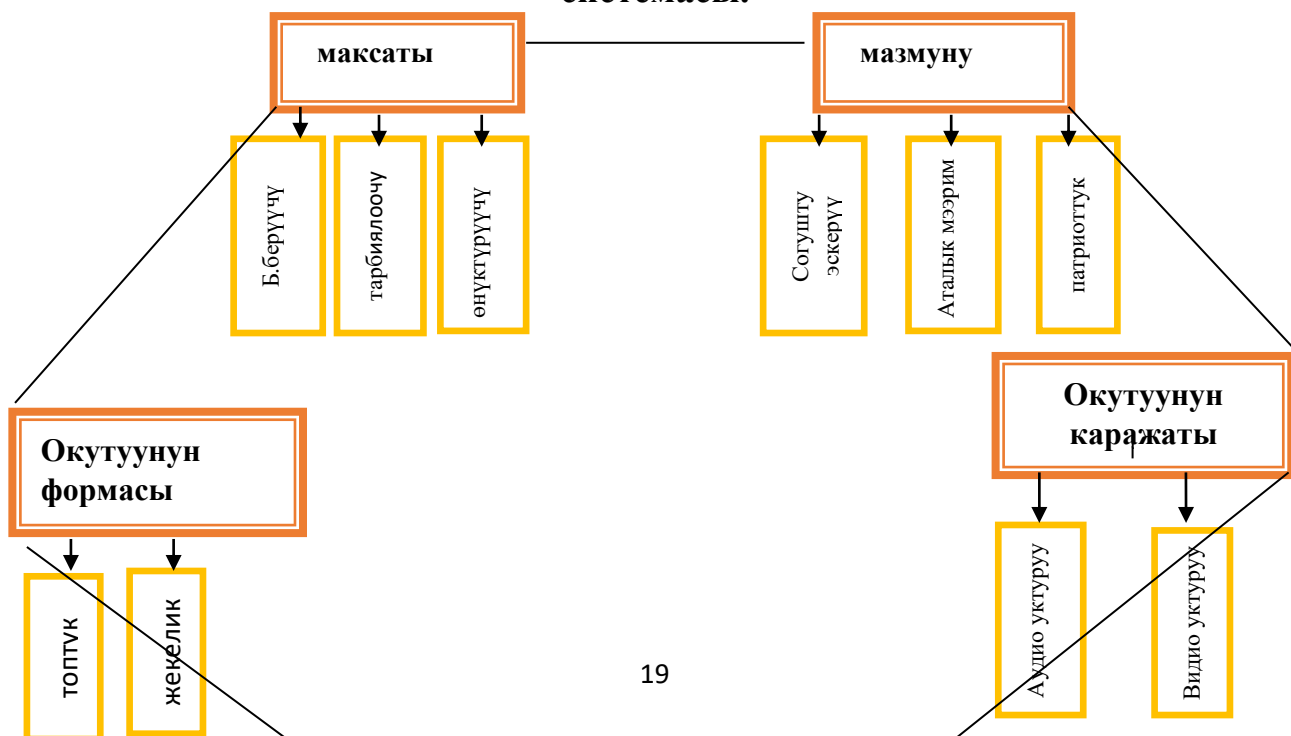 системасы.
максаты
мазмуну
Б.берүүчү
тарбиялоочу
өнүктүрүүчү
Согушту
эскерүү
Аталык мээрим
патриоттук
Окутуунун
каражаты
Окутуунун
формасы
топтук
жекелик
Аудио уктуруу
Видио уктуруу
19